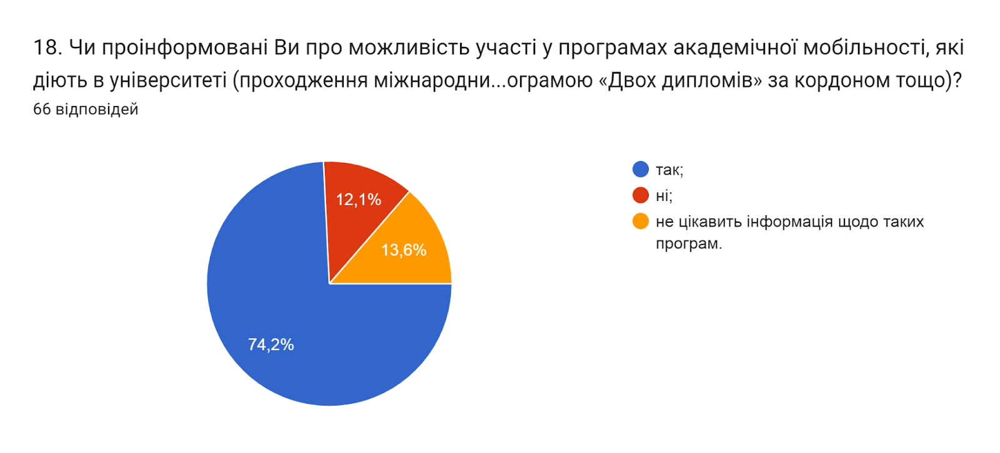 18. Чи проінформовані Ви про можливість участі у програмах академічної мобільності, які
діють в університеті (проходження міжнародни...ограмою «Двох дипломів» за кордоном тощо)?
66 відповідей
так;
ні;
не цікавить інформація щодо таких
програм.
12,1%
13,6%
74,2%